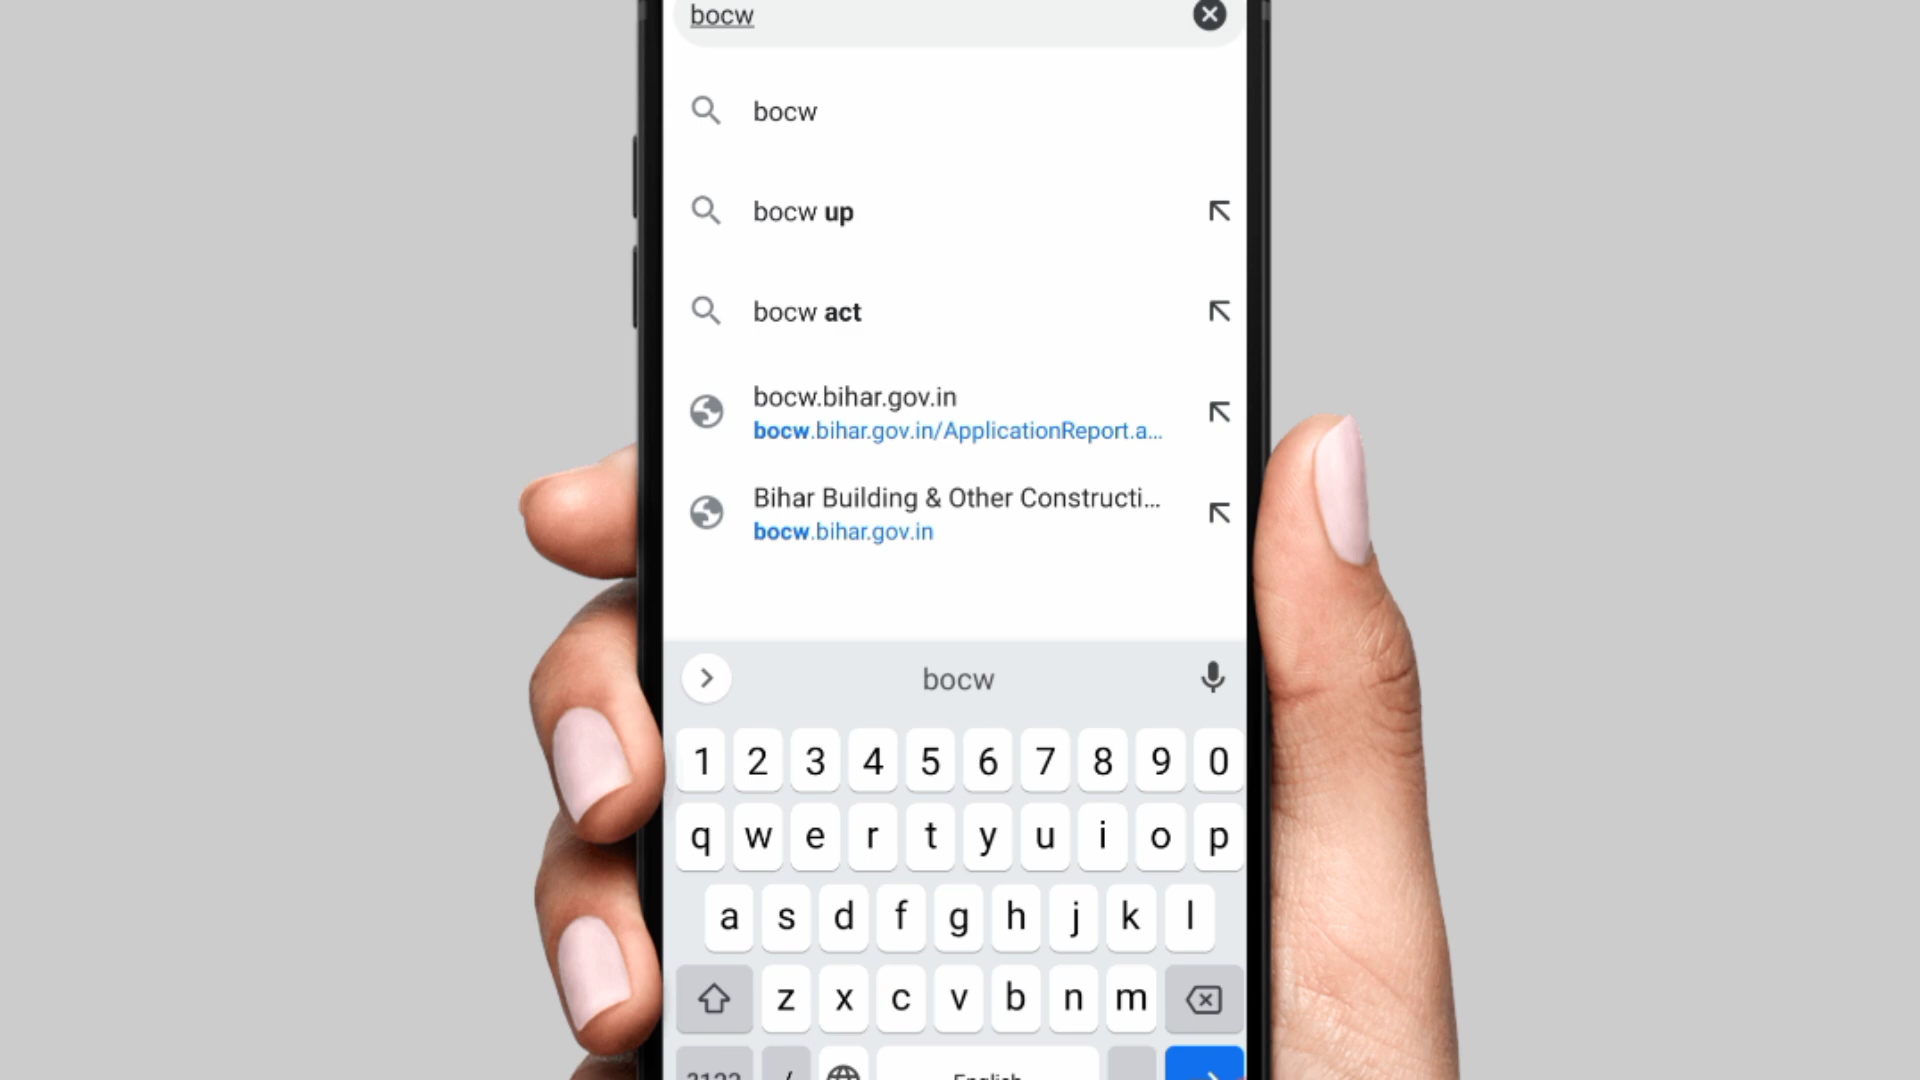 bocw
bocw
bocw up
bocw act
bocw.bihar.gov.in
bocw.bihar.gov.in/ApplicationReport.a...
Bihar Building & Other Constructi...
bocw.bihar.gov.in
bocw
1 2 3 4 5 6 7 8 9 0
q w e r t y u i o p
a s d f g h j k l
z x c v b n m
/ English